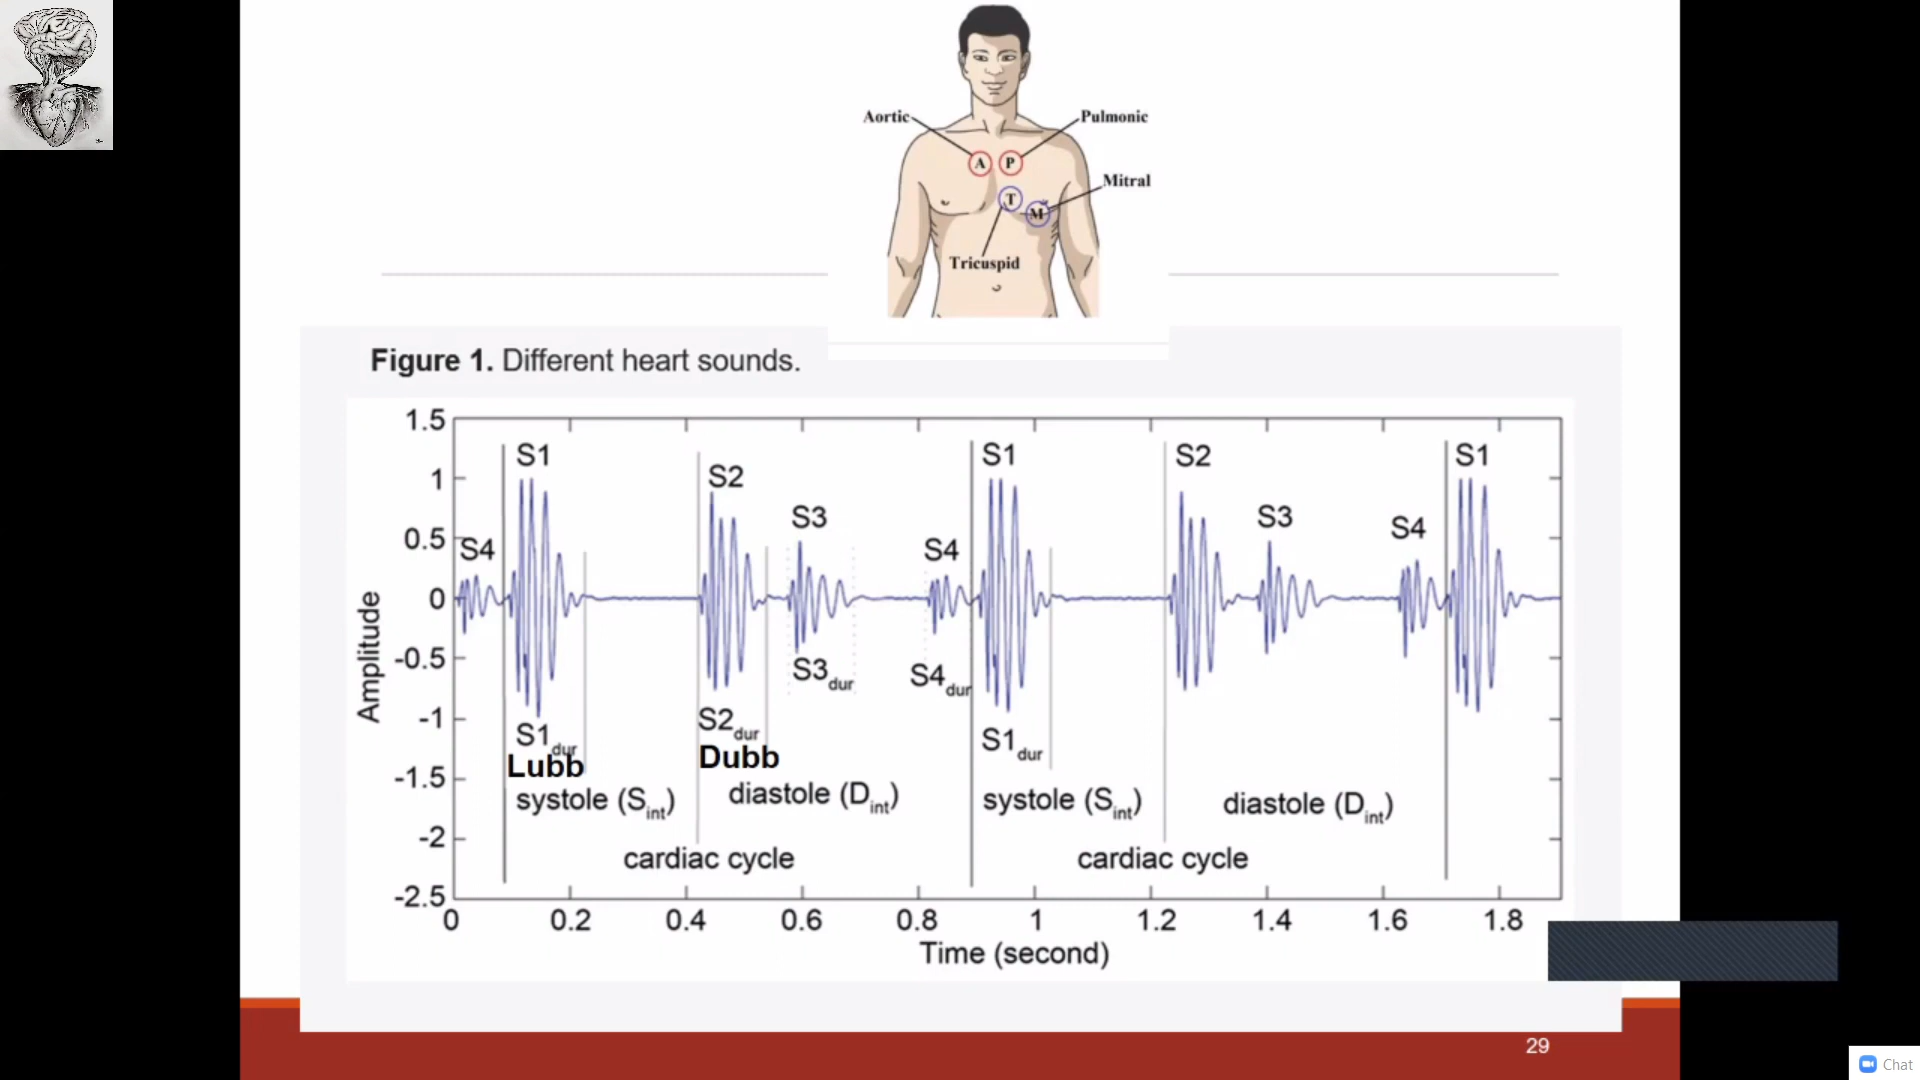 Aortic
Pulmonic
A
P
Mitral
T
M
Tricuspid
Figure 1. Different heart sounds.
1.5
1
0.5
0
-0.5
-1
-1.5
-2
-2.5
Amplitude
S4
S1
S2
S3
S4
S1
S2
S3
S4
S1
S1dur
Lubb
S2dur
Dubb
S3dur
S4dur
S1dur
systole (Sint)
diastole (Dint)
systole (Sint)
diastole (Dint)
cardiac cycle
cardiac cycle
0 0.2 0.4 0.6 0.8 1 1.2 1.4 1.6 1.8
Time (second)
29
Chat